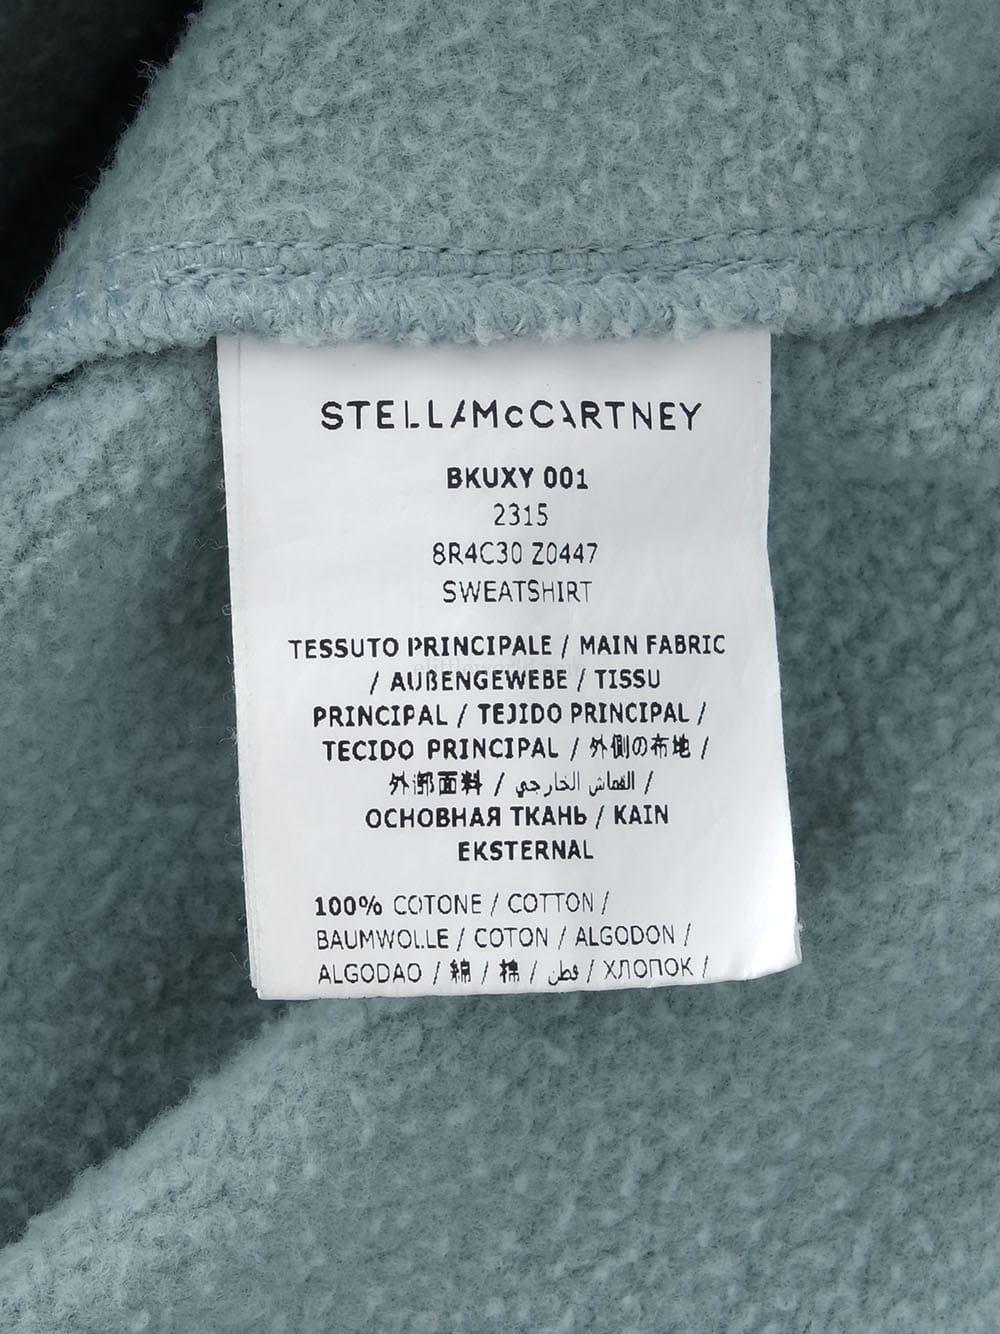 STELLA McCARTNEY
BKUXY 001
2315
8R4C30 Z0447
SWEATSHIRT
TESSUTO PRINCIPALE / MAIN FABRIC
/ AUßENGEWEBE / TISSU
PRINCIPAL / TEJIDO PRINCIPAL /
TECIDO PRINCIPAL / 外側の布地 /
外部面料 / القماش الخارجي /
ОСНОВНАЯ ТКАНЬ / KAIN
EKSTERNAL
100% COTONE / COTTON /
BAUMWOLLE / COTON / ALGODON /
ALGODAO / 綿 / 棉 / قطن / ХЛОПОК /